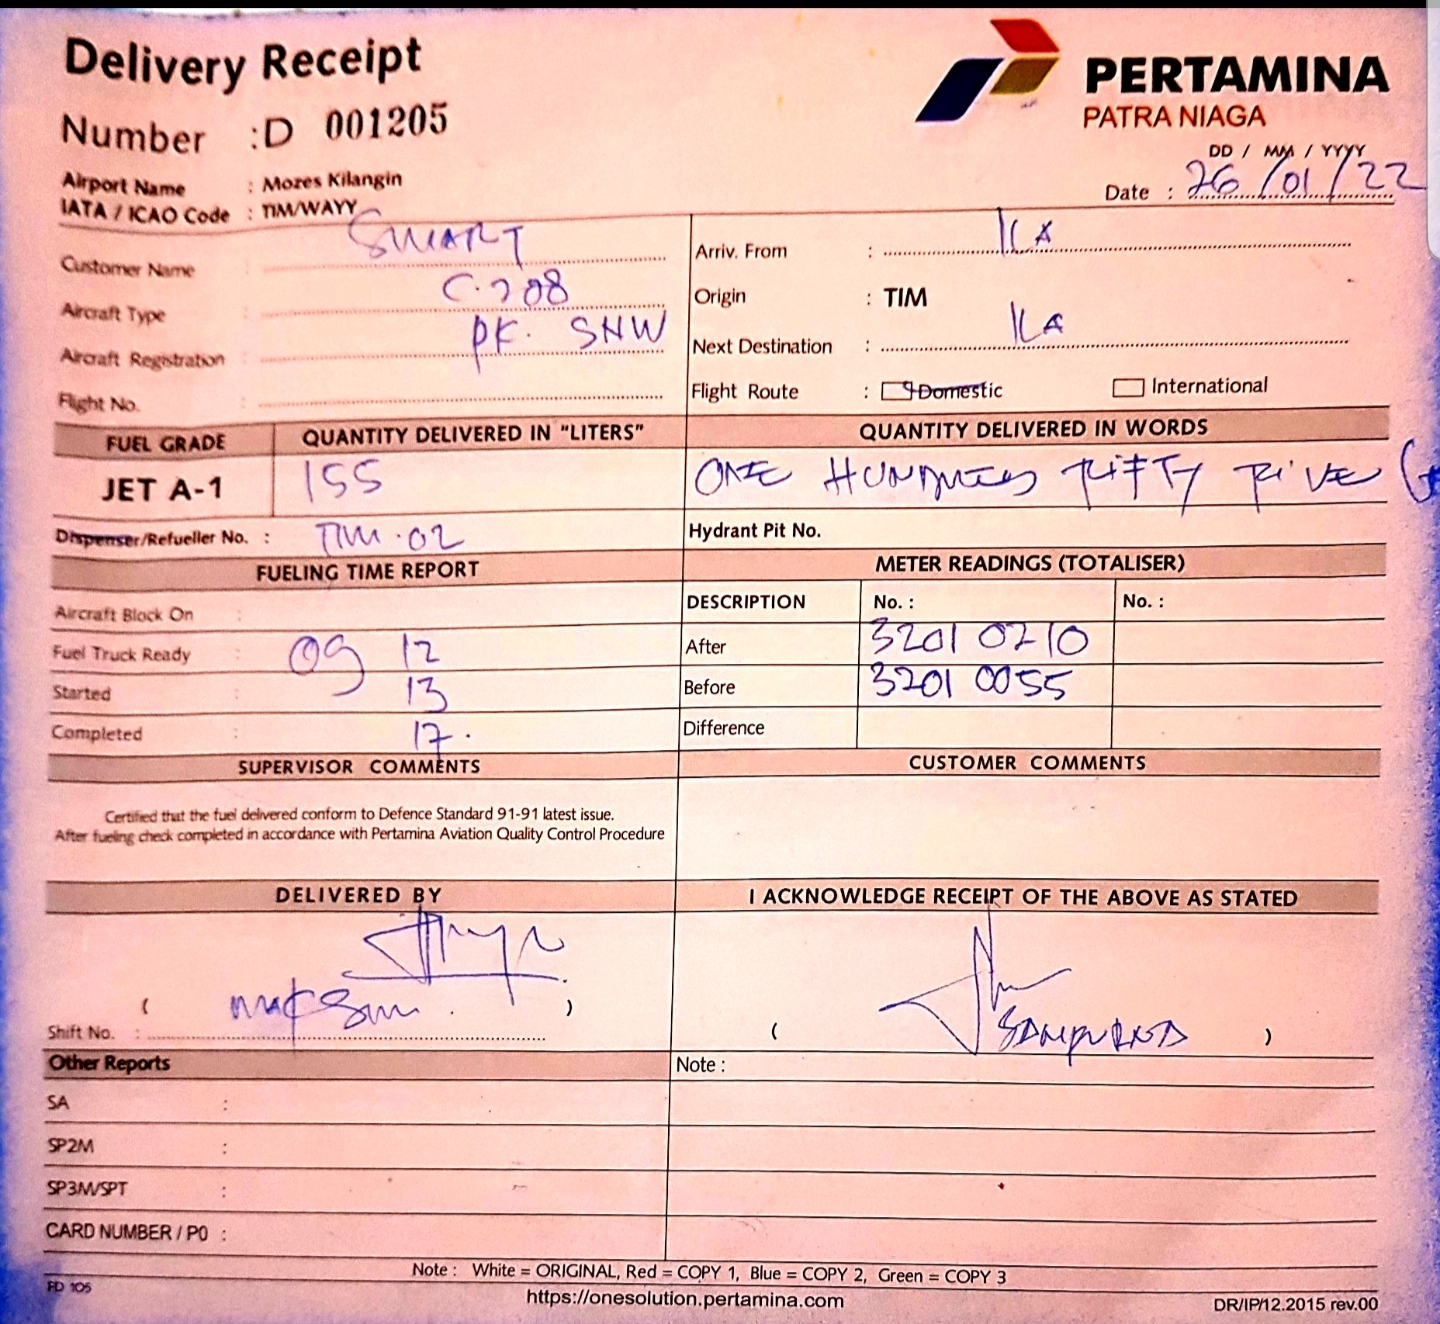 Delivery Receipt
PERTAMINA
PATRA NIAGA
Number : D 001205
DD / MM / YYYY
Date : 26/01/22
Airport Name : Mozes Kilangin
IATA / ICAO Code : TIM/WAYY
Customer Name : SMART
Arriv. From :
Aircraft Type : C.208
Origin : TIM
Aircraft Registration : PK. SNW
Next Destination :
Flight No. :
Flight Route : Domestic International
FUEL GRADE QUANTITY DELIVERED IN "LITERS" QUANTITY DELIVERED IN WORDS
JET A-1 155 ONE HUNDRED FIFTY FIVE
Dispenser/Refueller No. : TIM.02 Hydrant Pit No.
FUELING TIME REPORT METER READINGS (TOTALISER)
Aircraft Block On : DESCRIPTION No. : No. :
Fuel Truck Ready : 09 12 After 3201 0210
Started : 13 Before 3201 0055
Completed : 17. Difference
SUPERVISOR COMMENTS CUSTOMER COMMENTS
Certified that the fuel delivered conform to Defence Standard 91-91 latest issue.
After fueling check completed in accordance with Pertamina Aviation Quality Control Procedure
DELIVERED BY I ACKNOWLEDGE RECEIPT OF THE ABOVE AS STATED
( ) ( )
Shift No. :
Other Reports Note :
SA :
SP2M :
SP3M/SPT :
CARD NUMBER / PO :
Note : White = ORIGINAL, Red = COPY 1, Blue = COPY 2, Green = COPY 3
FD 105 https://onesolution.pertamina.com DR/IP/12.2015 rev.00